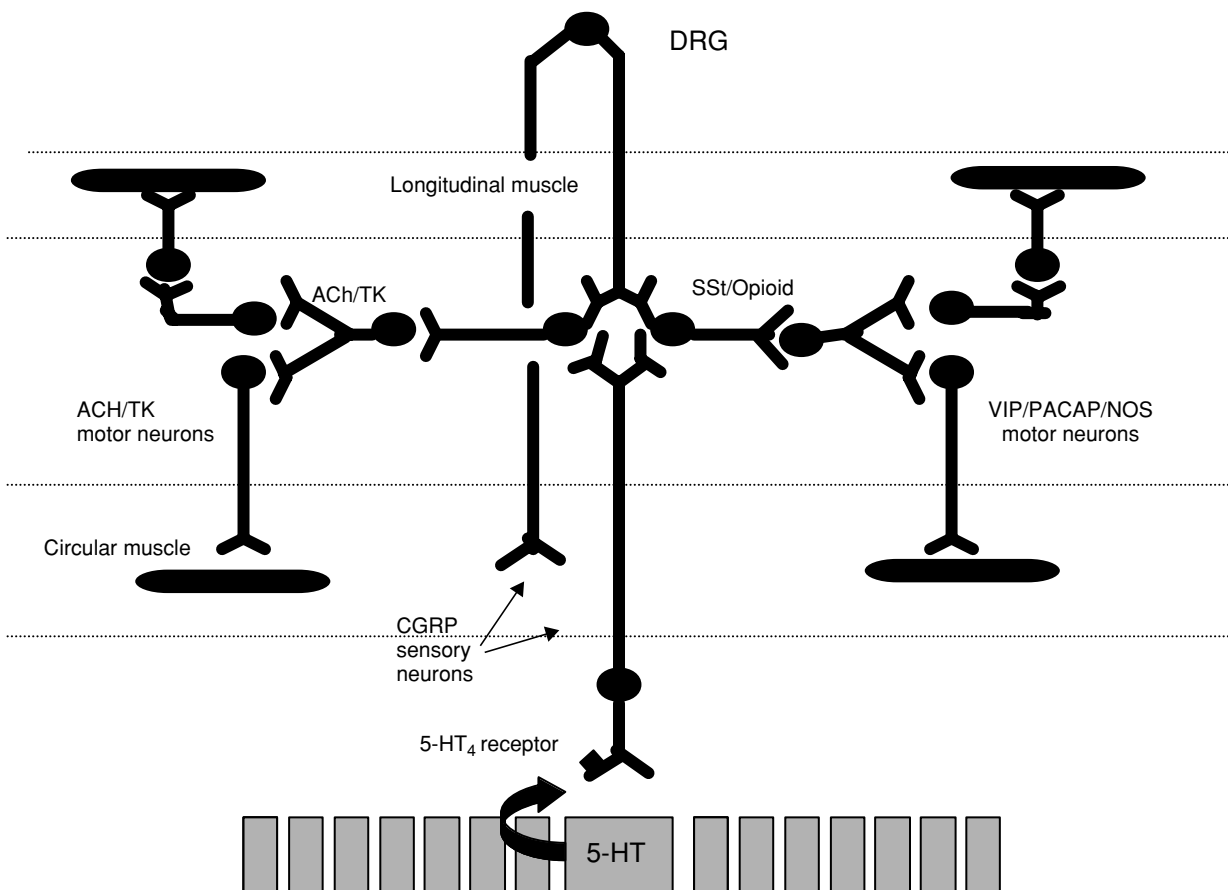 DRG
Longitudinal muscle
ACh/TK
SSt/Opioid
ACH/TK
motor neurons
VIP/PACAP/NOS
motor neurons
Circular muscle
CGRP
sensory
neurons
5-HT₄ receptor
5-HT